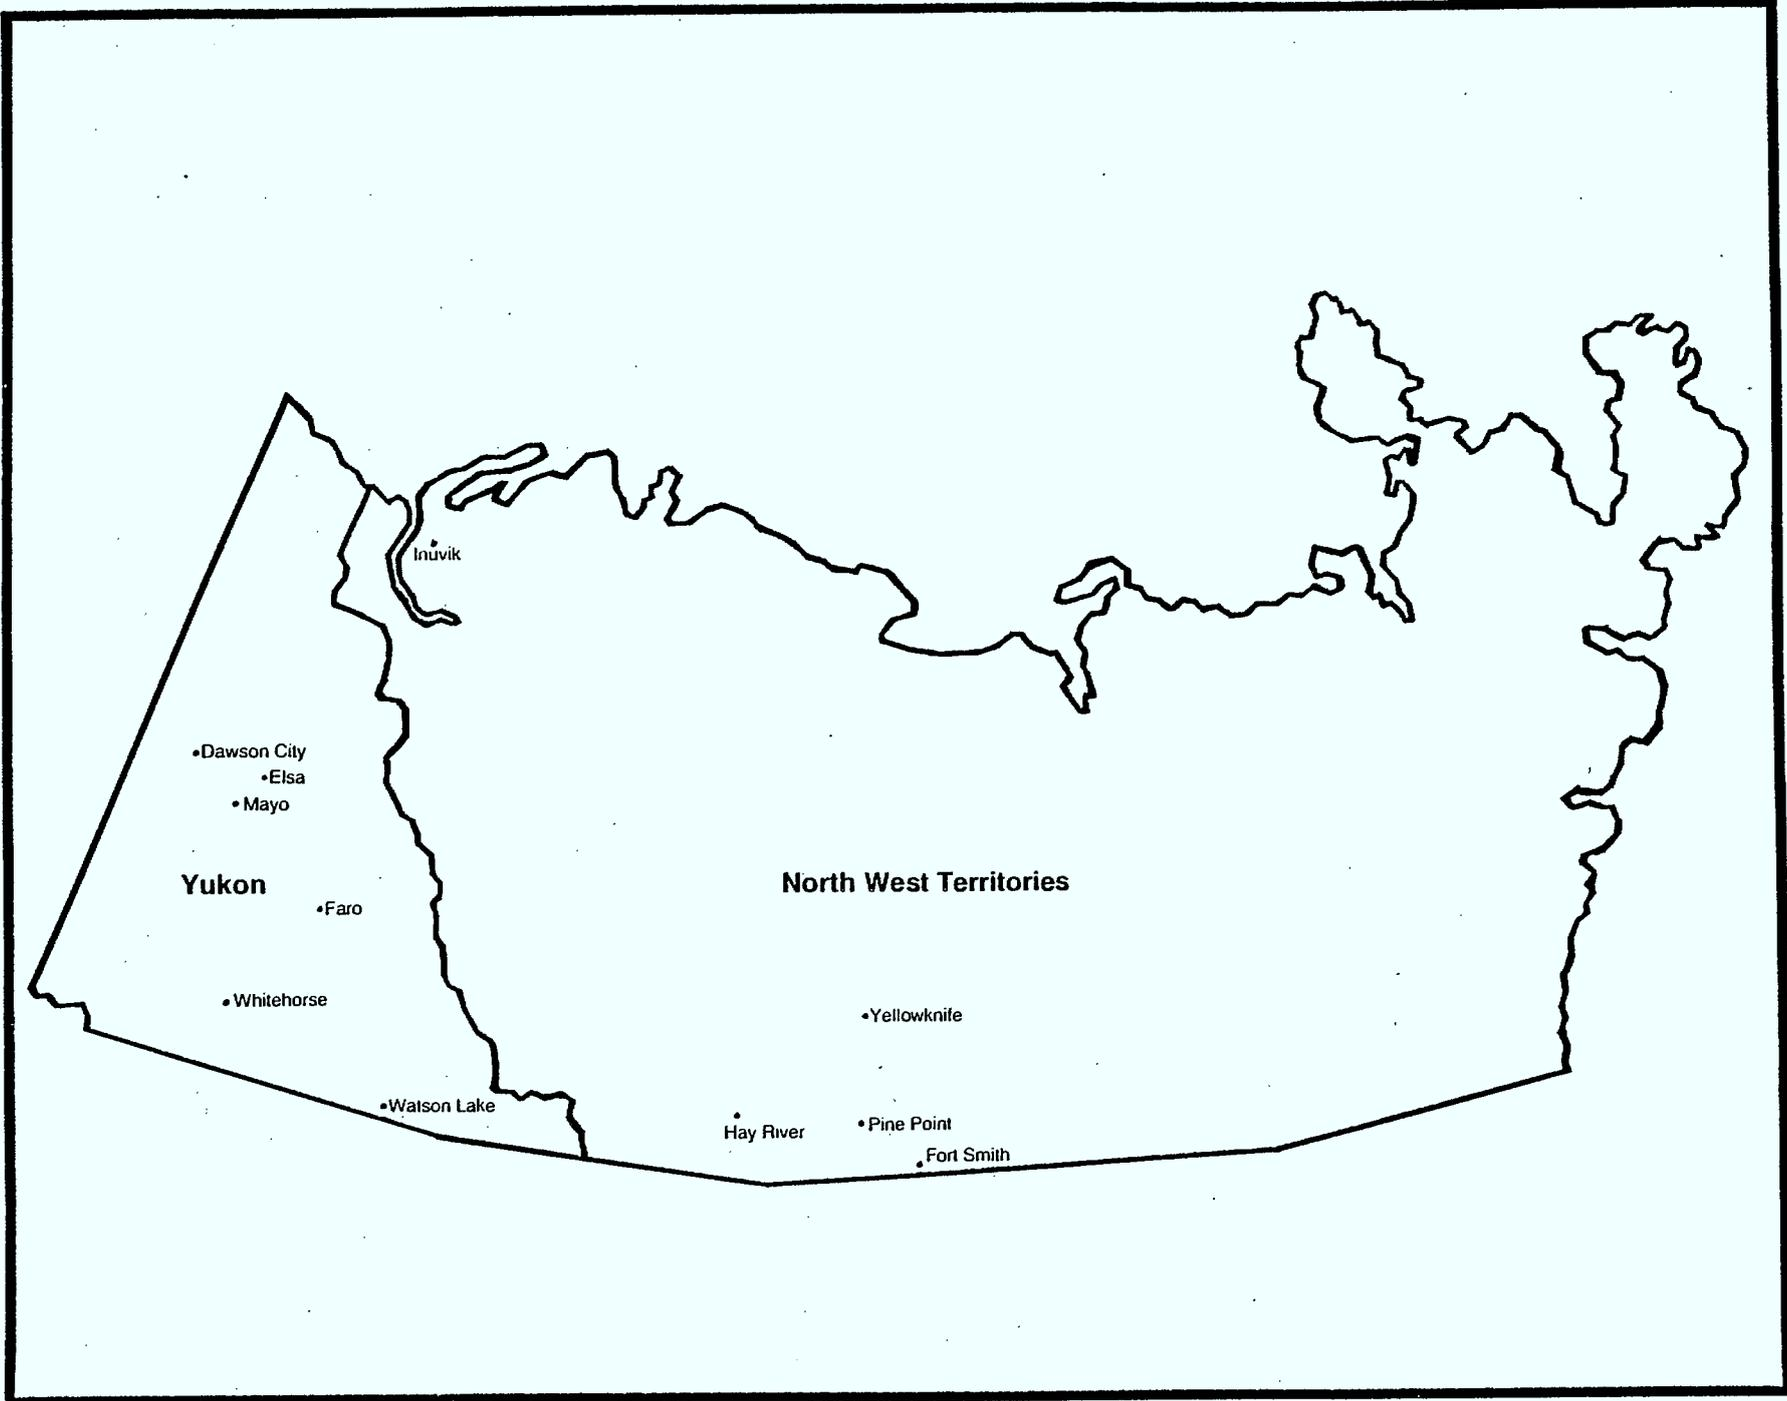 Inuvik
Dawson City
Elsa
Mayo
Yukon
North West Territories
Faro
Whitehorse
Yellowknife
Watson Lake
Hay River
Pine Point
Fort Smith